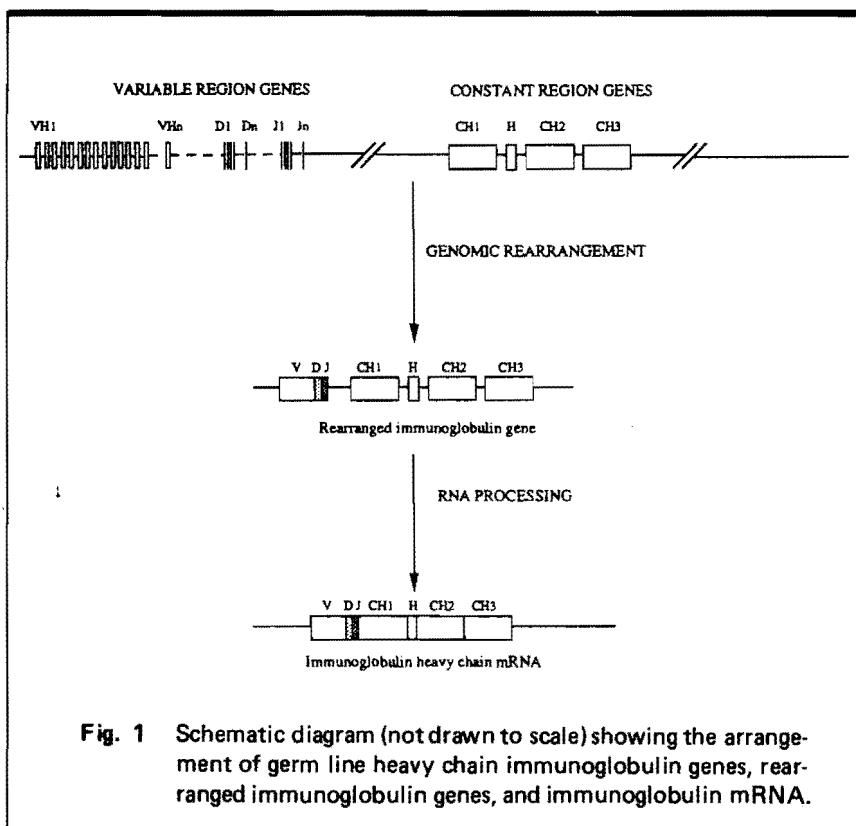 VARIABLE REGION GENES CONSTANT REGION GENES
VH1 VHn D1 Dn J1 Jn CH1 H CH2 CH3
GENOMIC REARRANGEMENT
V D J CH1 H CH2 CH3
Rearranged immunoglobulin gene
RNA PROCESSING
V D J CH1 H CH2 CH3
Immunoglobulin heavy chain mRNA
Fig. 1 Schematic diagram (not drawn to scale) showing the arrange-
ment of germ line heavy chain immunoglobulin genes, rear-
ranged immunoglobulin genes, and immunoglobulin mRNA.